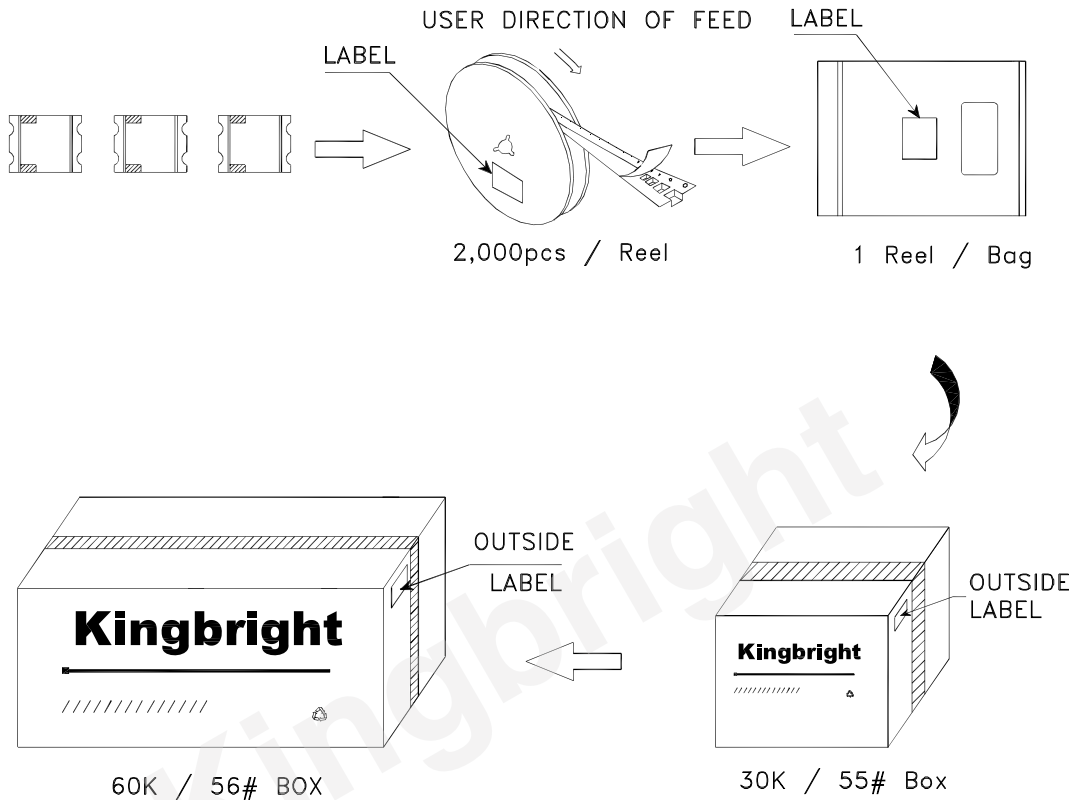 USER DIRECTION OF FEED
LABEL
LABEL
2,000pcs / Reel
1 Reel / Bag
OUTSIDE
LABEL
OUTSIDE
LABEL
Kingbright
Kingbright
60K / 56# BOX
30K / 55# Box
Kingbright